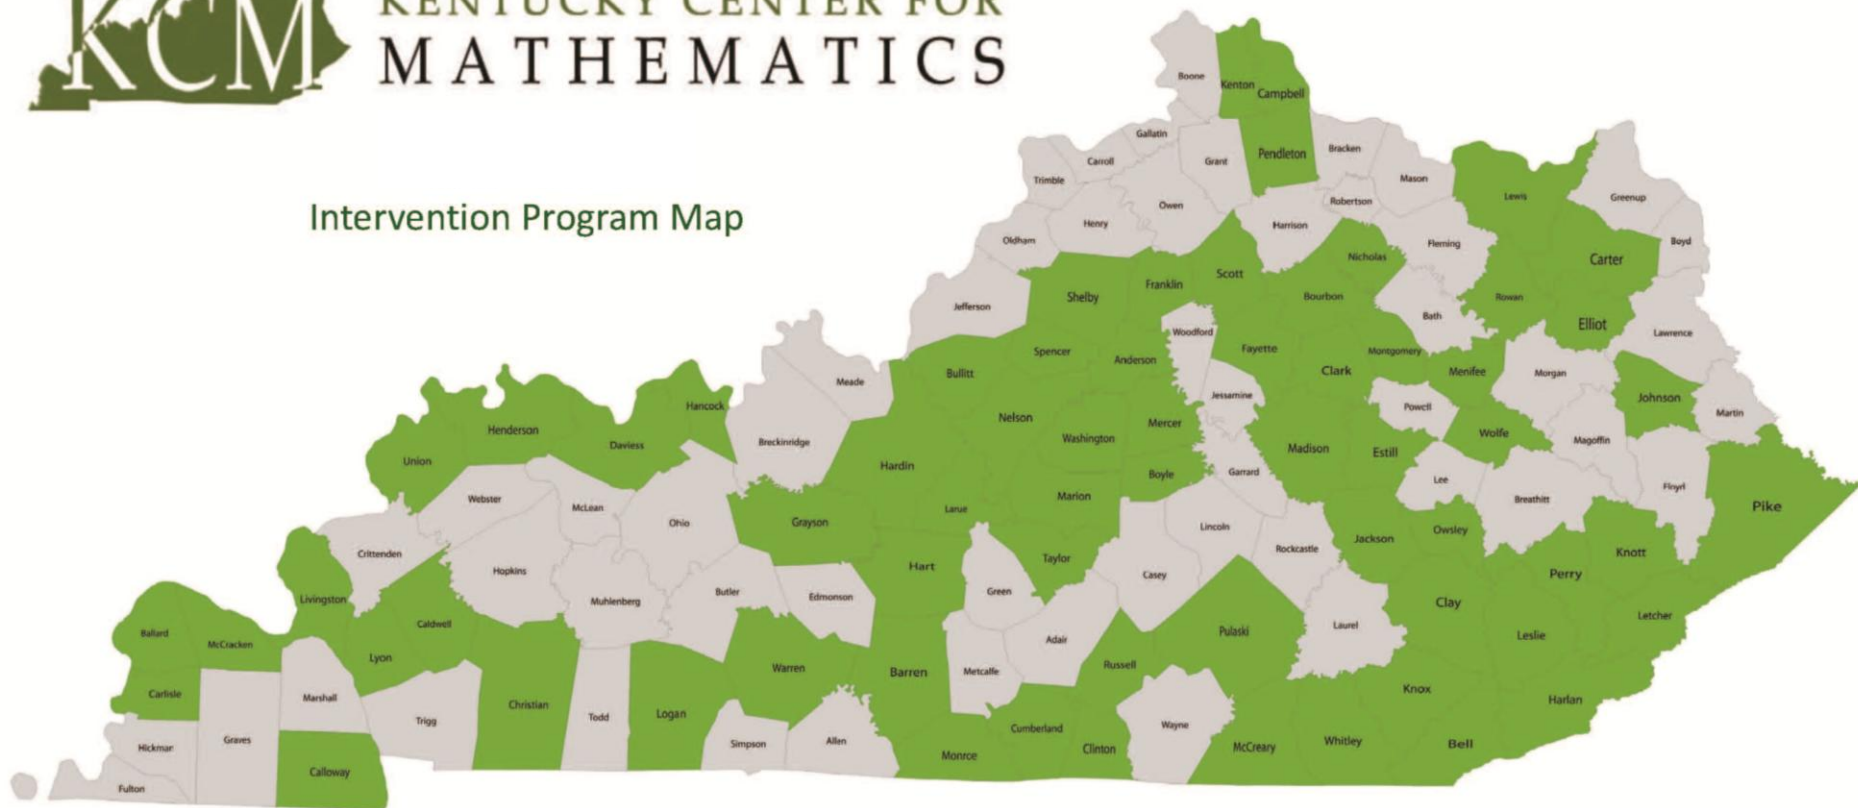 KCM
KENTUCKY CENTER FOR
MATHEMATICS
Intervention Program Map
Boone
Kenton
Campbell
Gallatin
Carroll
Grant
Pendleton
Bracken
Trimble
Mason
Owen
Robertson
Lewis
Greenup
Henry
Harrison
Oldham
Fleming
Boyd
Nicholas
Carter
Scott
Franklin
Shelby
Bourbon
Rowan
Jefferson
Bath
Elliot
Woodford
Lawrence
Spencer
Anderson
Fayette
Montgomery
Clark
Menifee
Morgan
Bullitt
Meade
Jessamine
Johnson
Hancock
Powell
Martin
Nelson
Mercer
Henderson
Washington
Wolfe
Magoffin
Daviess
Breckinridge
Madison
Estill
Union
Hardin
Boyle
Garrard
Lee
Floyd
Webster
Marion
Breathitt
Pike
McLean
Larue
Ohio
Grayson
Lincoln
Owsley
Jackson
Rockcastle
Crittenden
Taylor
Knott
Hart
Hopkins
Casey
Perry
Green
Butler
Edmonson
Livingston
Muhlenberg
Clay
Letcher
Caldwell
Laurel
Ballard
Pulaski
Leslie
McCracken
Adair
Lyon
Russell
Warren
Barren
Metcalfe
Carlisle
Marshall
Knox
Harlan
Christian
Trigg
Todd
Logan
Cumberland
Wayne
Graves
Hickman
Simpson
Allen
Whitley
Bell
Clinton
McCreary
Monroe
Calloway
Fulton